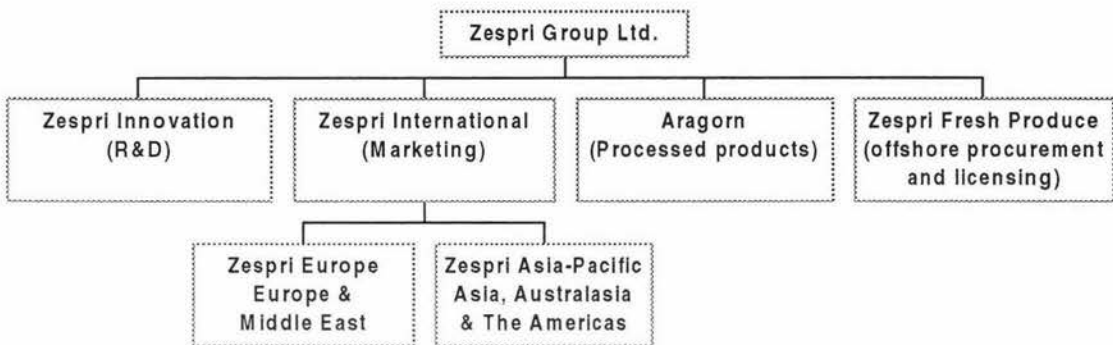 Zespri Group Ltd.
Zespri Innovation
(R&D)
Zespri International
(Marketing)
Aragorn
(Processed products)
Zespri Fresh Produce
(offshore procurement
and licensing)
Zespri Europe
Europe &
Middle East
Zespri Asia-Pacific
Asia, Australasia
& The Americas